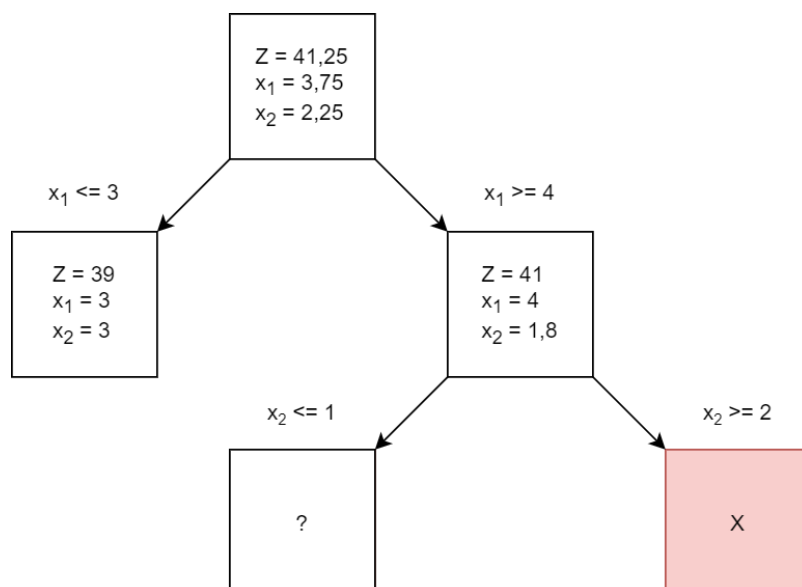 Z = 41,25
x₁ = 3,75
x₂ = 2,25
x₁ <= 3
x₁ >= 4
Z = 39
x₁ = 3
x₂ = 3
Z = 41
x₁ = 4
x₂ = 1,8
x₂ <= 1
x₂ >= 2
?
X